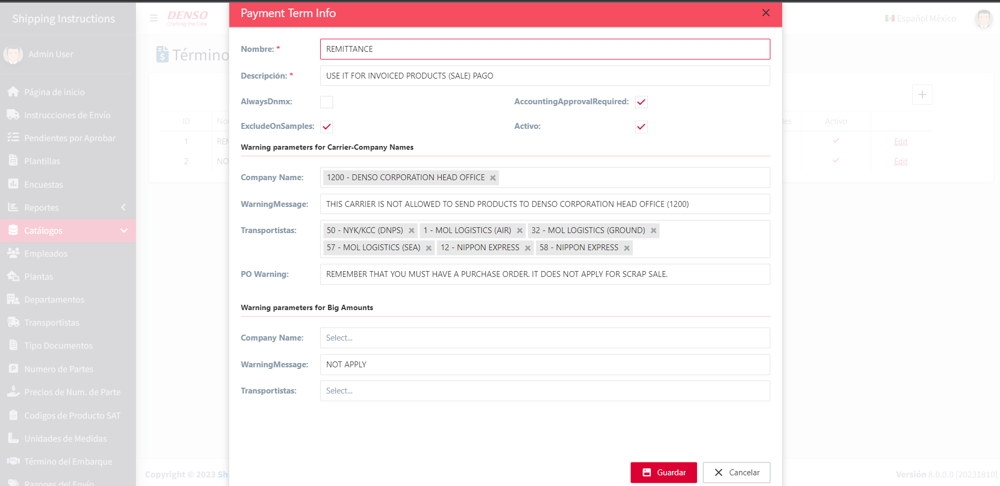 Shipping Instructions
DENSO
Crafting the Core
Español México
Admin User
Página de inicio
Instrucciones de Envío
Pendientes por Aprobar
Plantillas
Encuestas
Reportes
Catálogos
Empleados
Plantas
Departamentos
Transportistas
Tipo Documentos
Numero de Partes
Precios de Num. de Parte
Codigos de Producto SAT
Unidades de Medidas
Término del Embarque
Razones del Envío
Término
ID
Activo
1
Edit
2
Edit
Payment Term Info
Nombre: * REMITTANCE
Descripción: * USE IT FOR INVOICED PRODUCTS (SALE) PAGO
AlwaysDnmx: AccountingApprovalRequired:
ExcludeOnSamples: Activo:
Warning parameters for Carrier-Company Names
Company Name: 1200 - DENSO CORPORATION HEAD OFFICE
WarningMessage: THIS CARRIER IS NOT ALLOWED TO SEND PRODUCTS TO DENSO CORPORATION HEAD OFFICE (1200)
Transportistas: 50 - NYK/KCC (DNPS) 1 - MOL LOGISTICS (AIR) 32 - MOL LOGISTICS (GROUND)
57 - MOL LOGISTICS (SEA) 12 - NIPPON EXPRESS 58 - NIPPON EXPRESS
PO Warning: REMEMBER THAT YOU MUST HAVE A PURCHASE ORDER. IT DOES NOT APPLY FOR SCRAP SALE.
Warning parameters for Big Amounts
Company Name: Select...
WarningMessage: NOT APPLY
Transportistas: Select...
Guardar Cancelar
Copyright © 2023 Sh
Versión 8.0.0.0 [20231810]